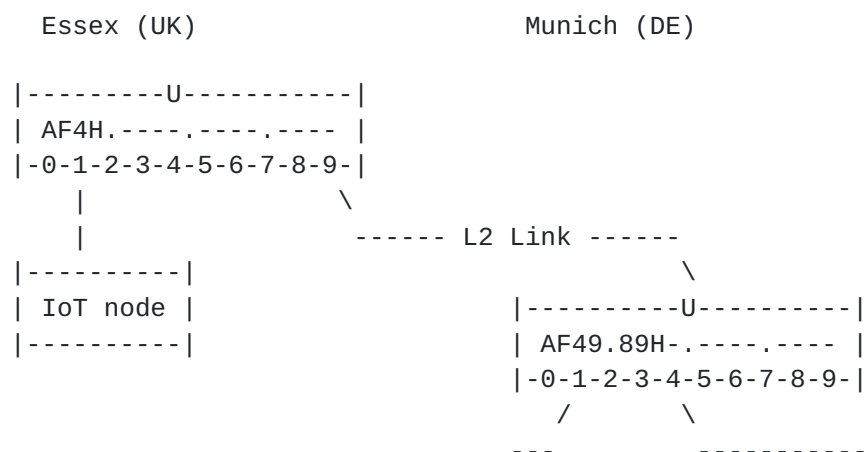 Essex (UK) Munich (DE)
|---------U-----------|
| AF4H.----.----.---- |
|-0-1-2-3-4-5-6-7-8-9-|
| \
| ------ L2 Link ------
|----------| \
| IoT node | |----------U----------|
|----------| | AF49.89H-.----.---- |
|-0-1-2-3-4-5-6-7-8-9-|
/ \
--- -----------